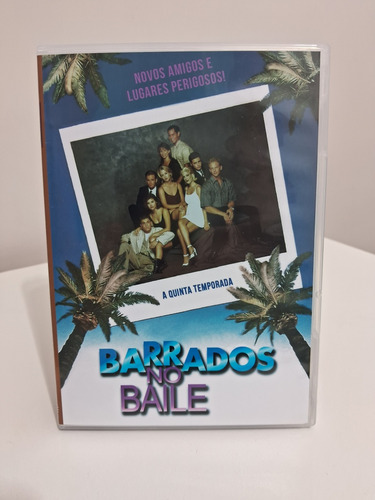 NOVOS AMIGOS E
LUGARES PERIGOSOS!
A QUINTA TEMPORADA
BARRADOS
NO
BAILE